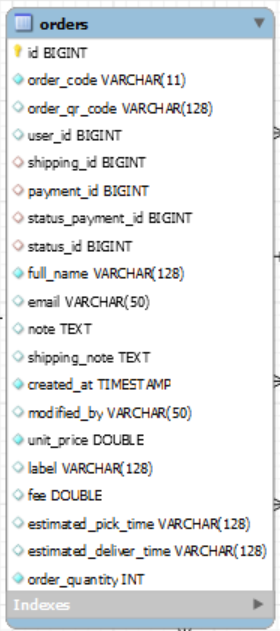 orders
id BIGINT
order_code VARCHAR(11)
order_qr_code VARCHAR(128)
user_id BIGINT
shipping_id BIGINT
payment_id BIGINT
status_payment_id BIGINT
status_id BIGINT
full_name VARCHAR(128)
email VARCHAR(50)
note TEXT
shipping_note TEXT
created_at TIMESTAMP
modified_by VARCHAR(50)
unit_price DOUBLE
label VARCHAR(128)
fee DOUBLE
estimated_pick_time VARCHAR(128)
estimated_deliver_time VARCHAR(128)
order_quantity INT
Indexes